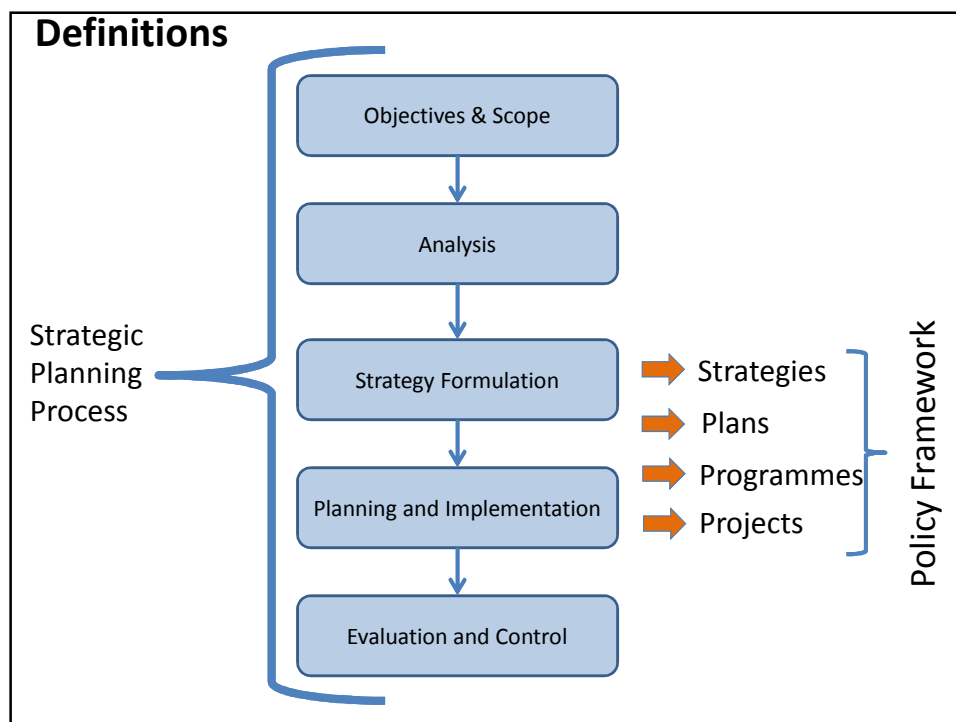 Definitions
Objectives & Scope
Analysis
Strategic
Planning
Process
Strategy Formulation
Strategies
Plans
Planning and Implementation
Programmes
Projects
Policy Framework
Evaluation and Control